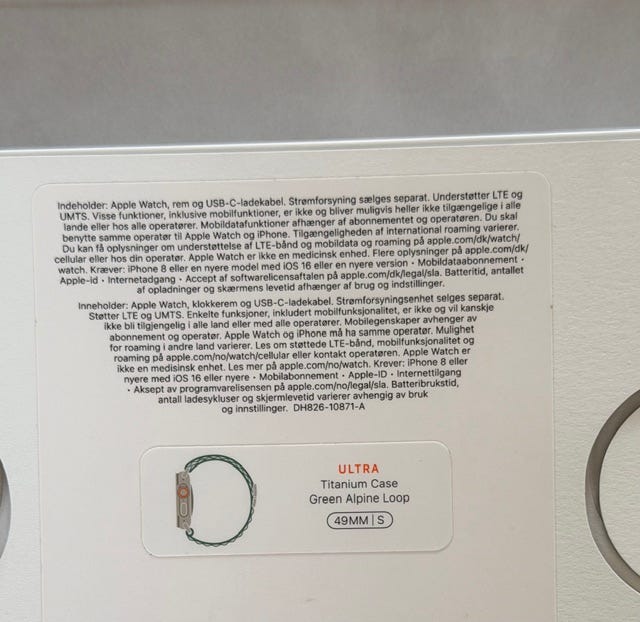 Indeholder: Apple Watch, rem og USB-C-ladekabel. Strømforsyning sælges separat. Understøtter LTE og
UMTS. Visse funktioner, inklusive mobilfunktioner, er ikke og bliver muligvis heller ikke tilgængelige i alle
lande eller hos alle operatører. Mobildatafunktioner afhænger af abonnementet og operatøren. Du skal
benytte samme operatør til Apple Watch og iPhone. Tilgængeligheden af international roaming varierer.
Du kan få oplysninger om understøttelse af LTE-bånd og mobildata og roaming på apple.com/dk/watch/
cellular eller hos din operatør. Apple Watch er ikke en medicinsk enhed. Flere oplysninger på apple.com/dk/
watch. Kræver: iPhone 8 eller en nyere model med iOS 16 eller en nyere version • Mobildataabonnement •
Apple-id • Internetadgang • Accept af softwarelicensaftalen på apple.com/dk/legal/sla. Batteritid, antallet
af opladninger og skærmens levetid afhænger af brug og indstillinger.
Inneholder: Apple Watch, klokkerem og USB-C-ladekabel. Strømforsyningsenhet selges separat.
Støtter LTE og UMTS. Enkelte funksjoner, inkludert mobilfunksjonalitet, er ikke og vil kanskje
ikke bli tilgjengelig i alle land eller med alle operatører. Mobilegenskaper avhenger av
abonnement og operatør. Apple Watch og iPhone må ha samme operatør. Mulighet
for roaming i andre land varierer. Les om støttede LTE-bånd, mobilfunksjonalitet og
roaming på apple.com/no/watch/cellular eller kontakt operatøren. Apple Watch er
ikke en medisinsk enhet. Les mer på apple.com/no/watch. Krever: iPhone 8 eller
nyere med iOS 16 eller nyere • Mobilabonnement • Apple-ID • Internettilgang
• Aksept av programvarelisensen på apple.com/no/legal/sla. Batteribrukstid,
antall ladesykluser og skjermlevetid varierer avhengig av bruk
og innstillinger. DH826-10871-A
ULTRA
Titanium Case
Green Alpine Loop
49MM | S